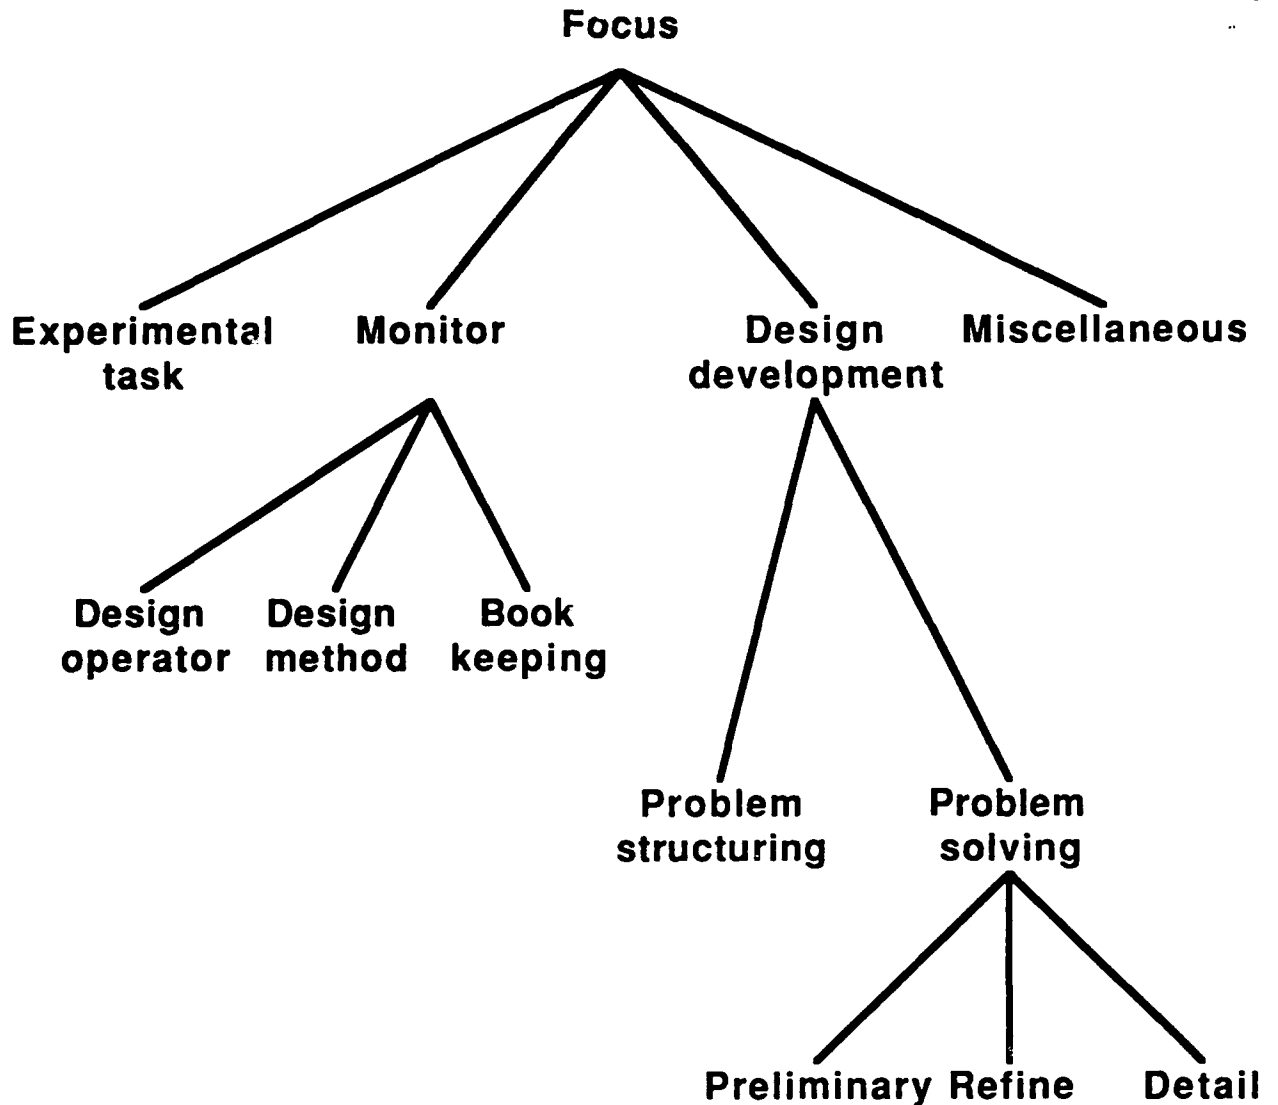 Focus
Experimental
task
Monitor
Design
development
Miscellaneous
Design
operator
Design
method
Book
keeping
Problem
structuring
Problem
solving
Preliminary
Refine
Detail